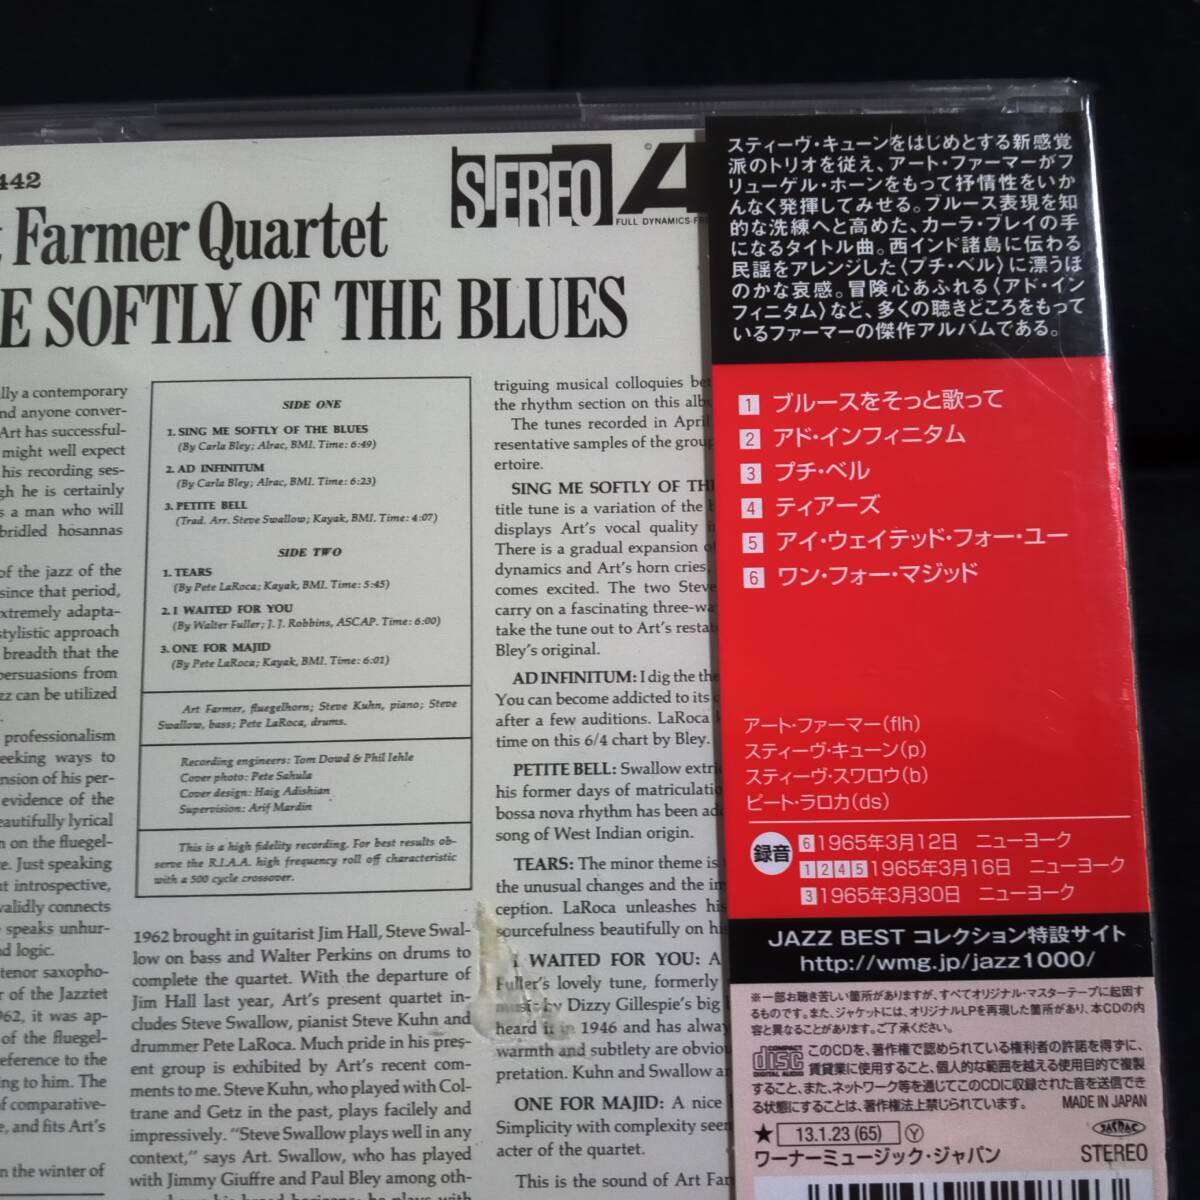 442
Farmer Quartet
E SOFTLY OF THE BLUES
STEREO
©
FULL DYNAMICS-FR
lly a contemporary
nd anyone conver-
Art has successful-
might well expect
his recording ses-
gh he is certainly
s a man who will
bridled hosannas
of the jazz of the
since that period,
xtremely adapta-
stylistic approach
breadth that the
persuasions from
zz can be utilized
professionalism
eeking ways to
nsion of his per-
evidence of the
eautifully lyrical
n on the fluegel-
e. Just speaking
ut introspective,
validly connects
speaks unhur-
nd logic.
tenor saxopho-
r of the Jazztet
962, it was ap-
of the fluegel-
eference to the
ing to him. The
of comparative-
e, and fits Art's
n the winter of
SIDE ONE
1. SING ME SOFTLY OF THE BLUES
(By Carla Bley; Alrac, BMI. Time: 6:49)
2. AD INFINITUM
(By Carla Bley; Alrac, BMI. Time: 6:23)
3. PETITE BELL
(Trad. Arr. Steve Swallow; Kayak, BMI. Time: 4:07)
SIDE TWO
1. TEARS
(By Pete LaRoca; Kayak, BMI. Time: 5:45)
2. I WAITED FOR YOU
(By Walter Fuller; J. J. Robbins, ASCAP. Time: 6:00)
3. ONE FOR MAJID
(By Pete LaRoca; Kayak, BMI. Time: 6:01)
Art Farmer, fluegelhorn; Steve Kuhn, piano; Steve
Swallow, bass; Pete LaRoca, drums.
Recording engineers: Tom Dowd & Phil Iehle
Cover photo: Pete Sahula
Cover design: Haig Adishian
Supervision: Arif Mardin
This is a high fidelity recording. For best results ob-
serve the R.I.A.A. high frequency roll off characteristic
with a 500 cycle crossover.
1962 brought in guitarist Jim Hall, Steve Swal-
low on bass and Walter Perkins on drums to
complete the quartet. With the departure of
Jim Hall last year, Art's present quartet in-
cludes Steve Swallow, pianist Steve Kuhn and
drummer Pete LaRoca. Much pride in his pres-
ent group is exhibited by Art's recent com-
ments to me. Steve Kuhn, who played with Col-
trane and Getz in the past, plays facilely and
impressively. "Steve Swallow plays well in any
context," says Art. Swallow, who has played
with Jimmy Giuffre and Paul Bley among oth-
triguing musical colloquies be
the rhythm section on this alb
The tunes recorded in April
resentative samples of the group
ertoire.
SING ME SOFTLY OF TH
title tune is a variation of the b
displays Art's vocal quality i
There is a gradual expansion o
dynamics and Art's horn cries,
comes excited. The two Steve
carry on a fascinating three-wa
take the tune out to Art's resta
Bley's original.
AD INFINITUM: I dig the the
You can become addicted to its
after a few auditions. LaRoca
time on this 6/4 chart by Bley.
PETITE BELL: Swallow extri
his former days of matriculatio
bossa nova rhythm has been ad
song of West Indian origin.
TEARS: The minor theme is
the unusual changes and the in
ception. LaRoca unleashes his
sourcefulness beautifully on hi
I WAITED FOR YOU: A
Fuller's lovely tune, formerly
music by Dizzy Gillespie's big
heard it in 1946 and has alway
warmth and subtlety are obviou
pretation. Kuhn and Swallow ar
ONE FOR MAJID: A nice
Simplicity with complexity seem
acter of the quartet.
This is the sound of Art Far
スティーヴ・キューンをはじめとする新感覚
派のトリオを従え、アート・ファーマーがフ
リューゲル・ホーンをもって抒情性をいか
んなく発揮してみせる。ブルース表現を知
的な洗練へと高めた、カーラ・ブレイの手
になるタイトル曲。西インド諸島に伝わる
民謡をアレンジした〈プチ・ベル〉に漂うほ
のかな哀感。冒険心あふれる〈アド・イン
フィニタム〉など、多くの聴きどころをもって
いるファーマーの傑作アルバムである。
1 ブルースをそっと歌って
2 アド・インフィニタム
3 プチ・ベル
4 ティアーズ
5 アイ・ウェイテッド・フォー・ユー
6 ワン・フォー・マジッド
アート・ファーマー(flh)
スティーヴ・キューン(p)
スティーヴ・スワロウ(b)
ピート・ラロカ(ds)
録音
6 1965年3月12日 ニューヨーク
1 2 4 5 1965年3月16日 ニューヨーク
3 1965年3月30日 ニューヨーク
JAZZ BEST コレクション特設サイト
http://wmg.jp/jazz1000/
※一部お聴き苦しい箇所がありますが、すべてオリジナル・マスターテープに起因す
るものです。また、ジャケットには、オリジナルLPを再現した箇所があり、本CDの内
容と異なることがあります。ご了承ください。
COMPACT disc DIGITAL AUDIO
このCDを、著作権で認められている権利者の許諾を得ずに、
賃貸業に使用すること、個人的な範囲を越える使用目的で複製
すること、また、ネットワーク等を通じてこのCDに収録された音を送信でき
る状態にすることは、著作権法上禁じられています。
MADE IN JAPAN
★ 13.1.23 (65) Ⓨ
ワーナーミュージック・ジャパン
STEREO